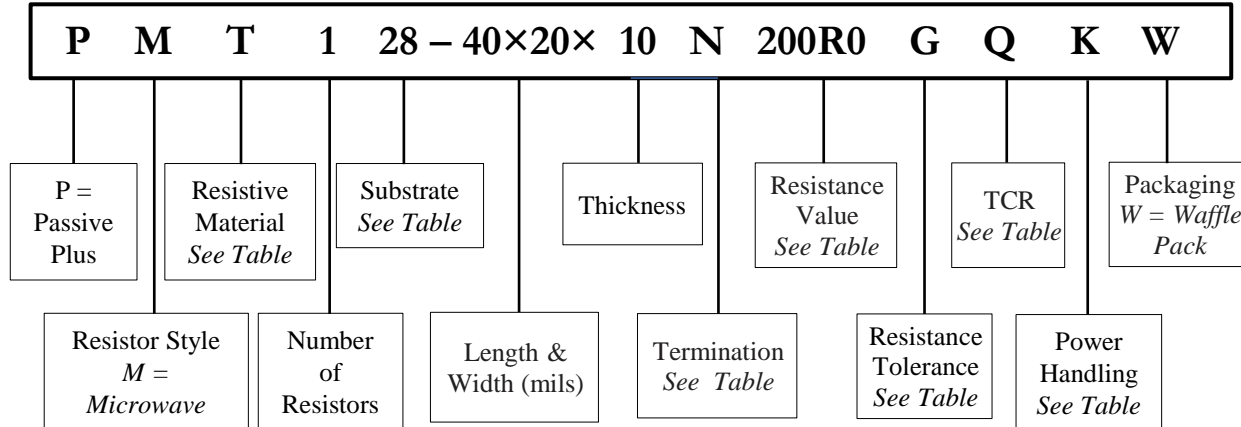 P M T 1 28 – 40×20× 10 N 200R0 G Q K W
P =
Passive
Plus
Resistive
Material
See Table
Substrate
See Table
Thickness
Resistance
Value
See Table
TCR
See Table
Packaging
W = Waffle
Pack
Resistor Style
M =
Microwave
Number
of
Resistors
Length &
Width (mils)
Termination
See Table
Resistance
Tolerance
See Table
Power
Handling
See Table